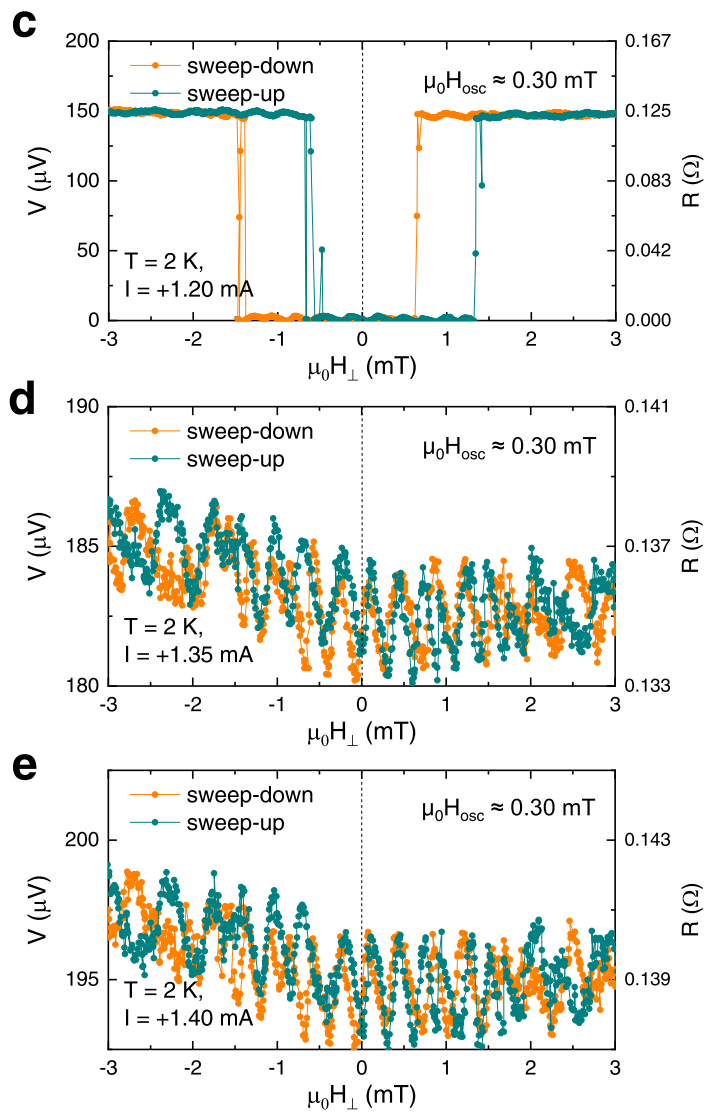 c
200
150
100
50
0
V (μV)
sweep-down
sweep-up
μ₀H_osc ≈ 0.30 mT
T = 2 K,
I = +1.20 mA
0.167
0.125
0.083
0.042
0.000
R (Ω)
-3 -2 -1 0 1 2 3
μ₀H⊥ (mT)
d
190
185
180
V (μV)
sweep-down
sweep-up
μ₀H_osc ≈ 0.30 mT
T = 2 K,
I = +1.35 mA
0.141
0.137
0.133
R (Ω)
-3 -2 -1 0 1 2 3
μ₀H⊥ (mT)
e
200
195
V (μV)
sweep-down
sweep-up
μ₀H_osc ≈ 0.30 mT
T = 2 K,
I = +1.40 mA
0.143
0.139
R (Ω)
-3 -2 -1 0 1 2 3
μ₀H⊥ (mT)